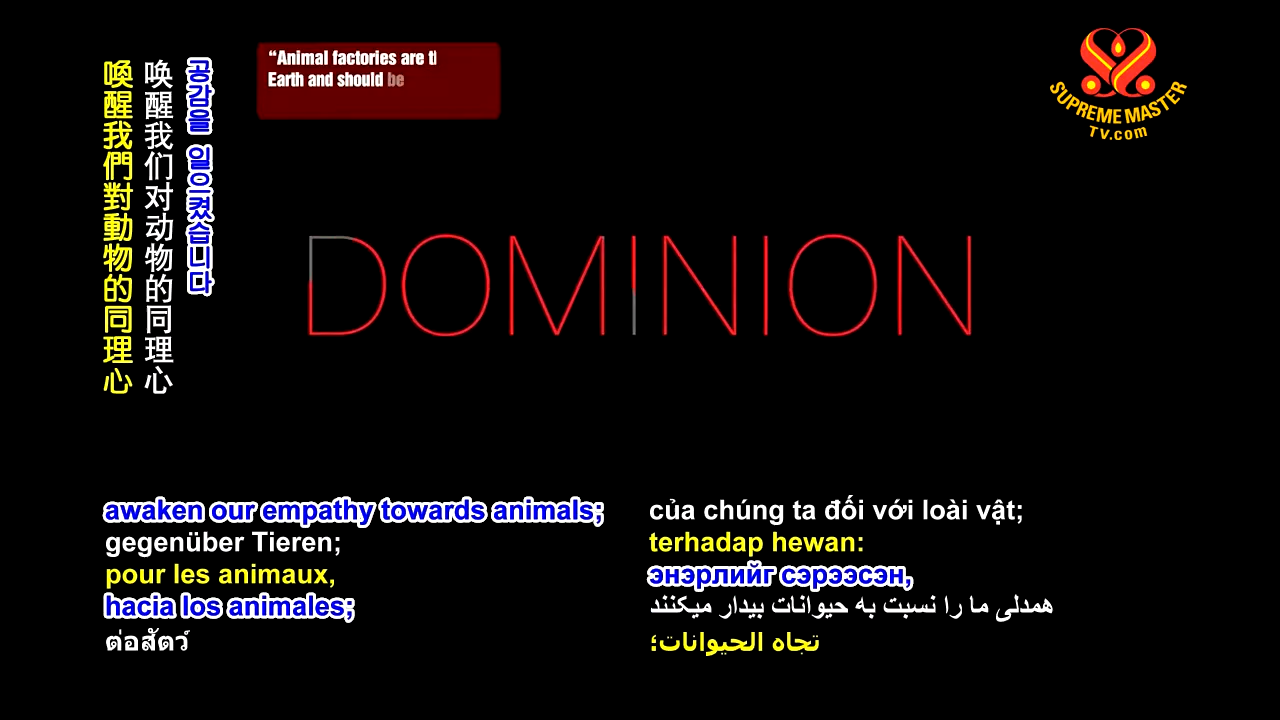 “Animal factories are
Earth and should be
SUPREME MASTER
TV.com
공감을 일으켰습니다
唤醒我们对动物的同理心
喚醒我們對動物的同理心
DOMINION
awaken our empathy towards animals;
gegenüber Tieren;
pour les animaux,
hacia los animales;
ต่อสัตว์
của chúng ta đối với loài vật;
terhadap hewan:
энэрлийг сэрээсэн,
همدلی ما را نسبت به حیوانات بیدار میکنند
تجاه الحيوانات؛